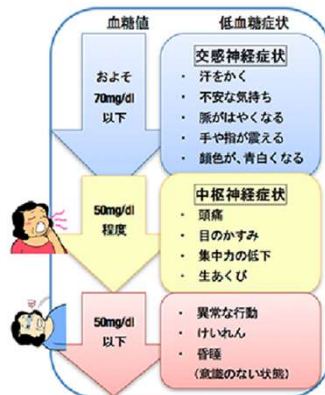 血糖値
低血糖症状
およそ
70mg/dl
以下
交感神経症状
・ 汗をかく
・ 不安な気持ち
・ 脈がはやくなる
・ 手や指が震える
・ 顔色が、青白くなる
50mg/dl
程度
中枢神経症状
・ 頭痛
・ 目のかすみ
・ 集中力の低下
・ 生あくび
50mg/dl
以下
・ 異常な行動
・ けいれん
・ 昏睡
(意識のない状態)